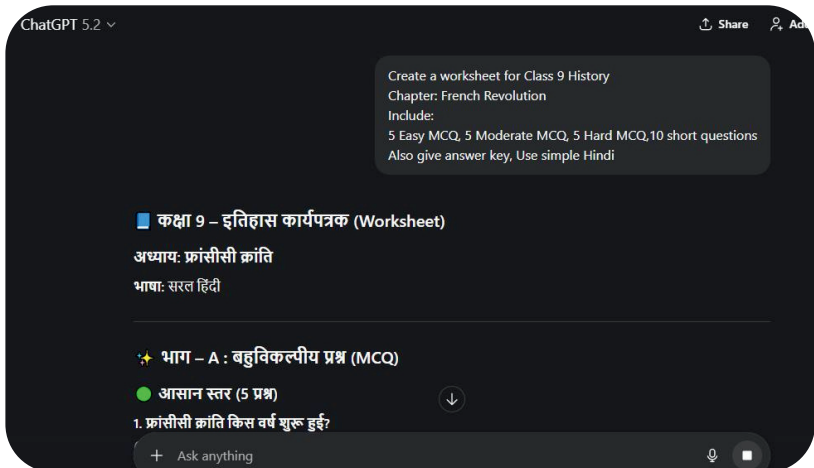 ChatGPT 5.2
Share
Create a worksheet for Class 9 History
Chapter: French Revolution
Include:
5 Easy MCQ, 5 Moderate MCQ, 5 Hard MCQ,10 short questions
Also give answer key, Use simple Hindi
कक्षा 9 – इतिहास कार्यपत्रक (Worksheet)
अध्याय: फ्रांसीसी क्रांति
भाषा: सरल हिंदी
भाग – A : बहुविकल्पीय प्रश्न (MCQ)
आसान स्तर (5 प्रश्न)
1. फ्रांसीसी क्रांति किस वर्ष शुरू हुई?
Ask anything